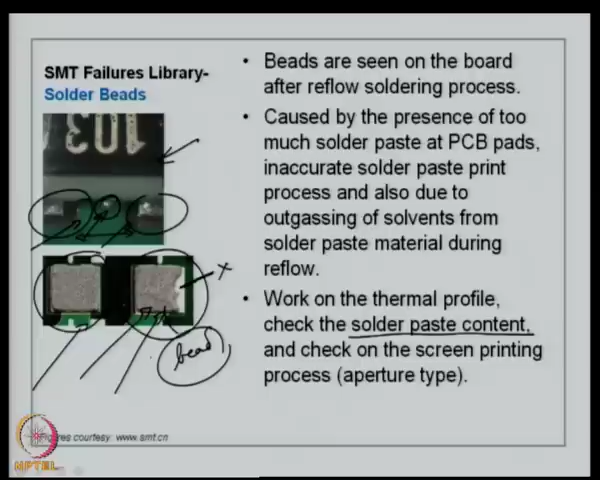 SMT Failures Library-
Solder Beads
103
• Beads are seen on the board
after reflow soldering process.
• Caused by the presence of too
much solder paste at PCB pads,
inaccurate solder paste print
process and also due to
outgassing of solvents from
solder paste material during
reflow.
• Work on the thermal profile,
check the solder paste content,
and check on the screen printing
process (aperture type).
x
bead
Figures courtesy: www.smt.cn
NPTEL